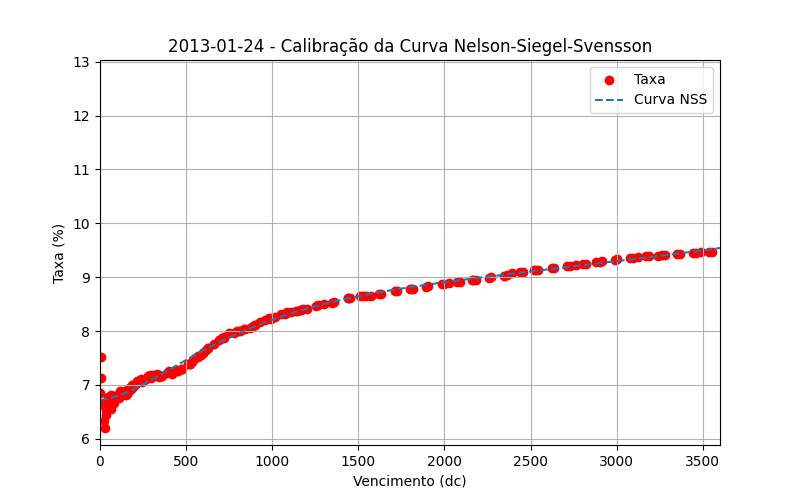 2013-01-24 - Calibração da Curva Nelson-Siegel-Svensson
Taxa
Curva NSS
Taxa (%)
13
12
11
10
9
8
7
6
0 500 1000 1500 2000 2500 3000 3500
Vencimento (dc)